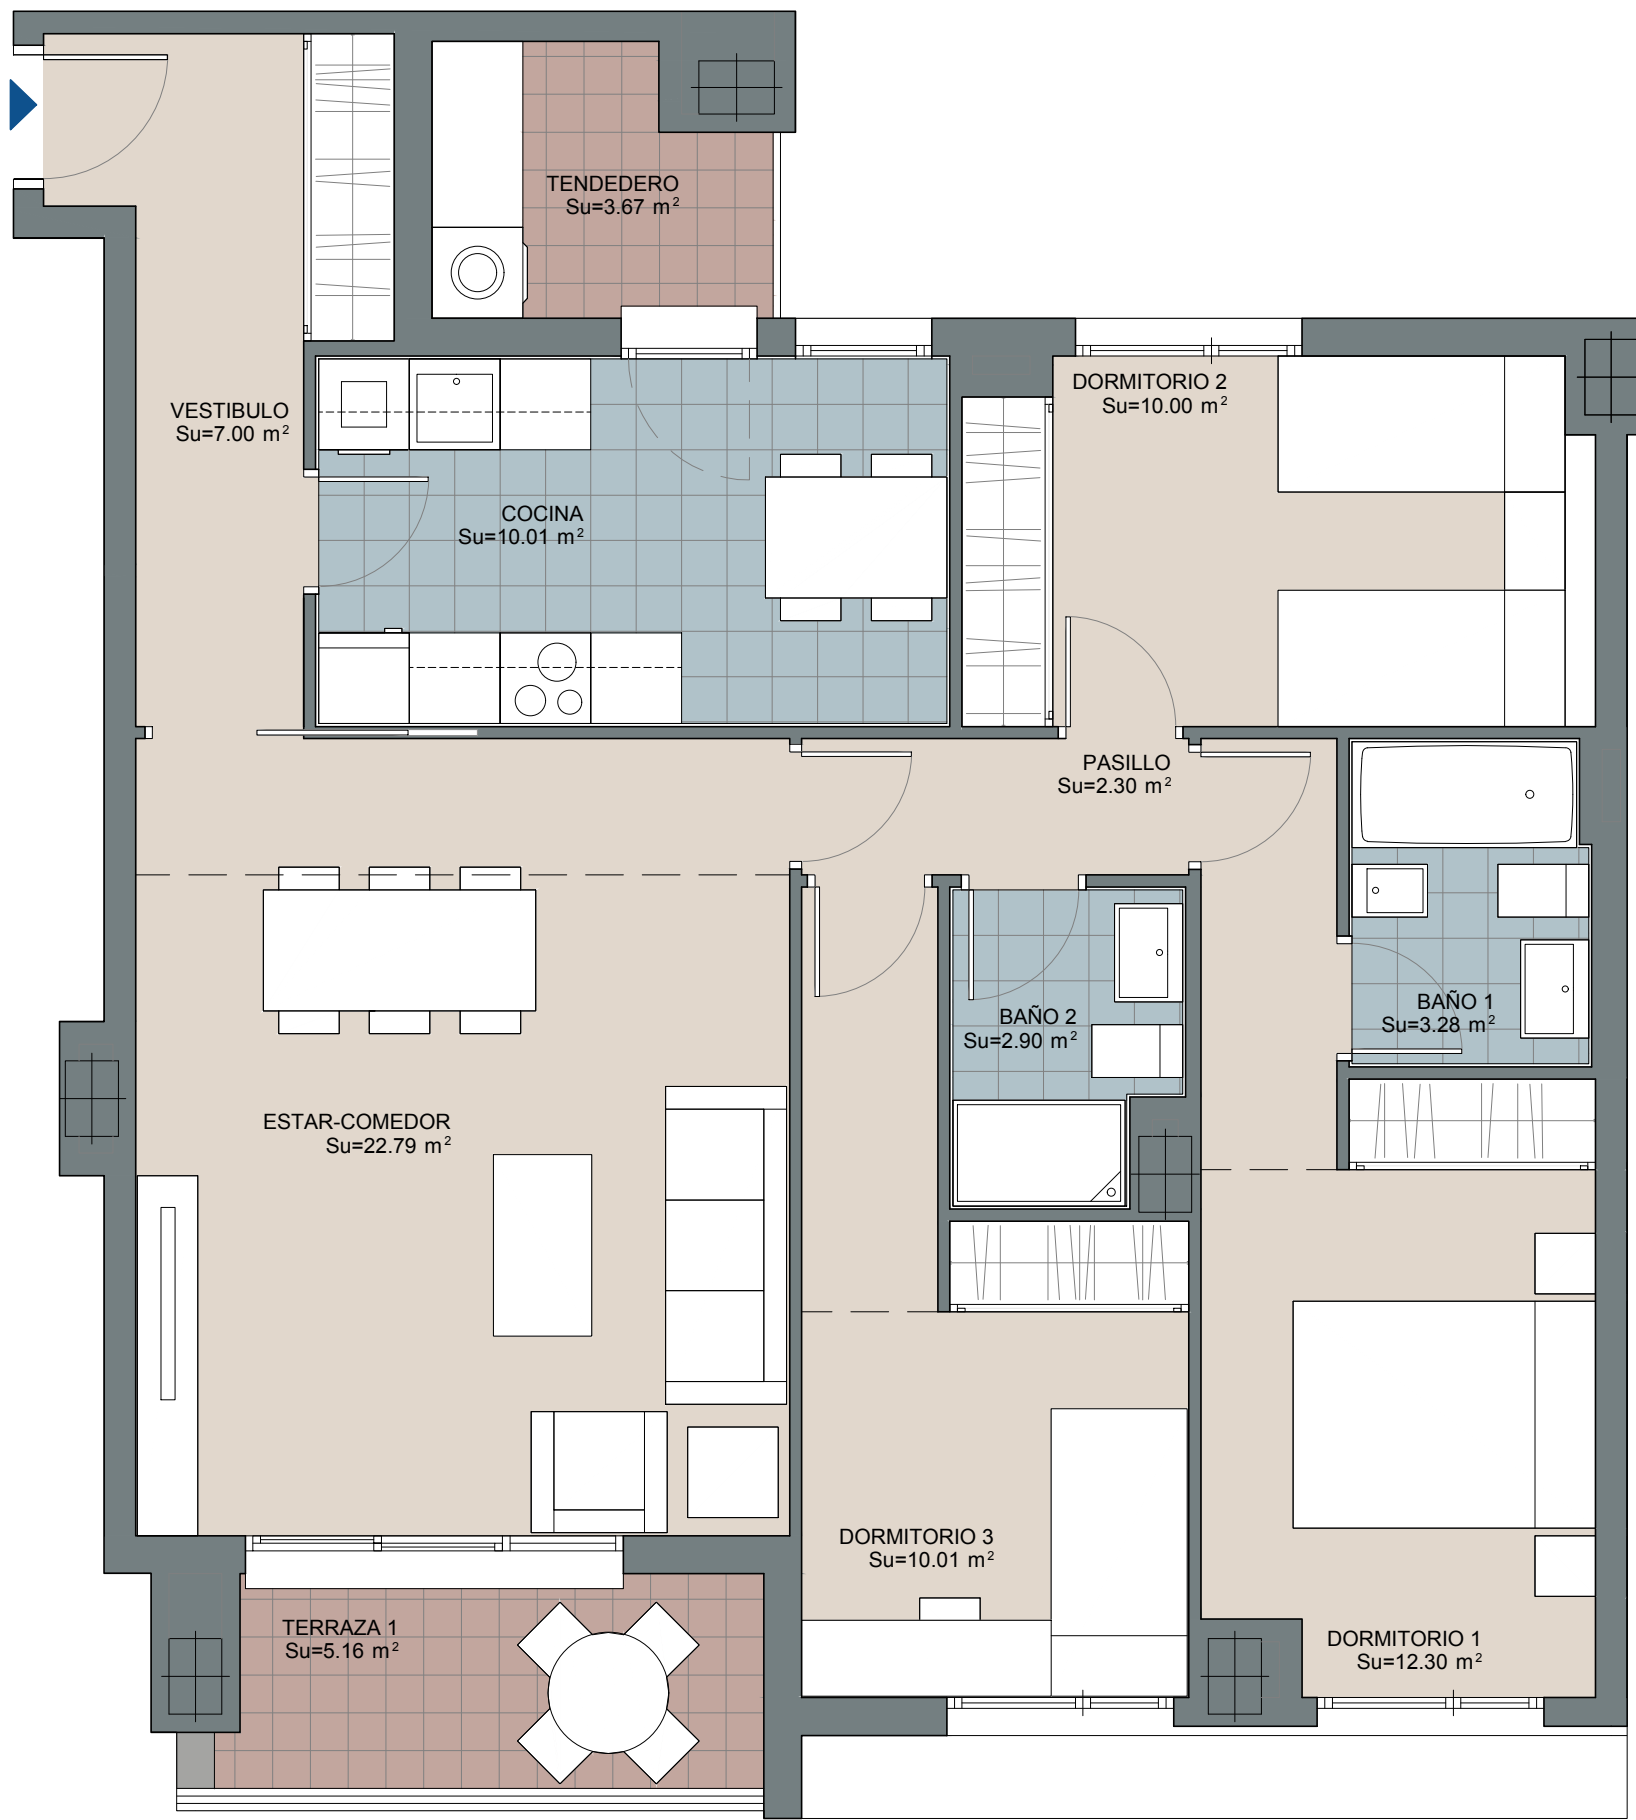 TENDEDERO
Su=3.67 m²
DORMITORIO 2
Su=10.00 m²
VESTIBULO
Su=7.00 m²
COCINA
Su=10.01 m²
PASILLO
Su=2.30 m²
BAÑO 1
Su=3.28 m²
BAÑO 2
Su=2.90 m²
ESTAR-COMEDOR
Su=22.79 m²
DORMITORIO 3
Su=10.01 m²
TERRAZA 1
Su=5.16 m²
DORMITORIO 1
Su=12.30 m²